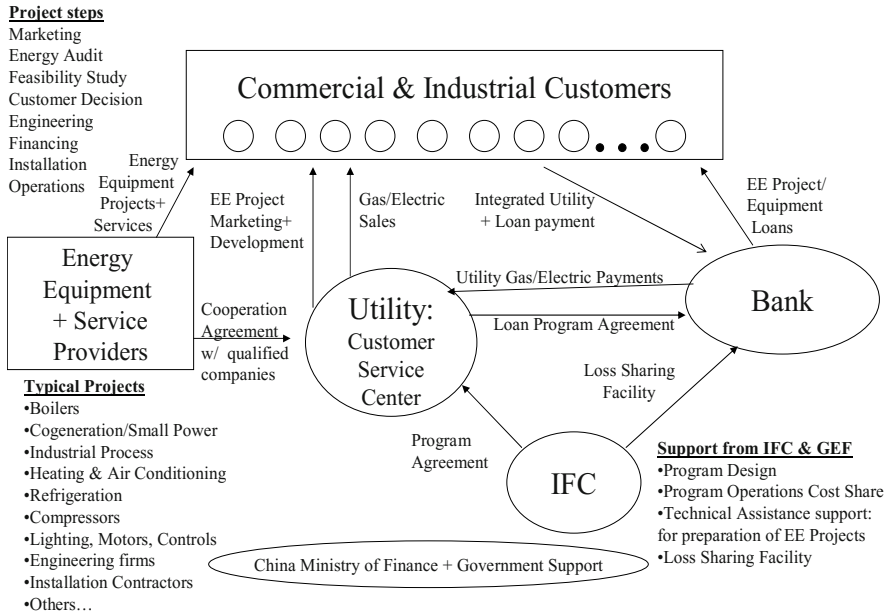 Project steps
Marketing
Energy Audit
Feasibility Study
Customer Decision
Engineering
Financing
Installation
Operations
Commercial & Industrial Customers
Energy
Equipment
Projects+
Services
EE Project
Marketing+
Development
Gas/Electric
Sales
Integrated Utility
+ Loan payment
EE Project/
Equipment
Loans
Energy
Equipment
+ Service
Providers
Cooperation
Agreement
w/ qualified
companies
Utility:
Customer
Service
Center
Utility Gas/Electric Payments
Loan Program Agreement
Bank
Loss Sharing
Facility
Program
Agreement
IFC
Typical Projects
•Boilers
•Cogeneration/Small Power
•Industrial Process
•Heating & Air Conditioning
•Refrigeration
•Compressors
•Lighting, Motors, Controls
•Engineering firms
•Installation Contractors
•Others…
Support from IFC & GEF
•Program Design
•Program Operations Cost Share
•Technical Assistance support:
for preparation of EE Projects
•Loss Sharing Facility
China Ministry of Finance + Government Support